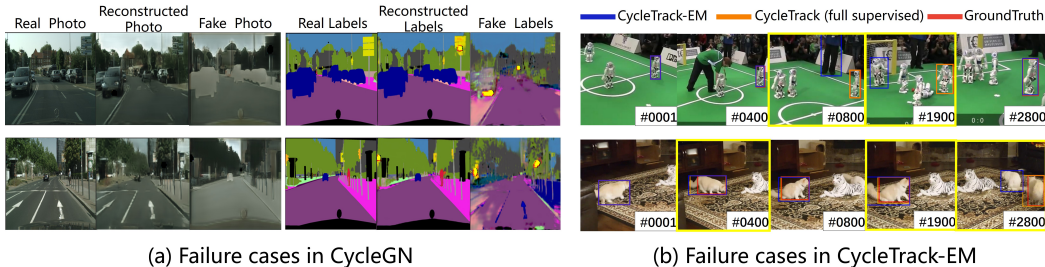 Real Photo
Reconstructed
Photo
Fake Photo
Real Labels
Reconstructed
Labels
Fake Labels
CycleTrack-EM
CycleTrack (full supervised)
GroundTruth
#0001
#0400
#0800
#1900
#2800
#0001
#0400
#0800
#1900
#2800
(a) Failure cases in CycleGN
(b) Failure cases in CycleTrack-EM